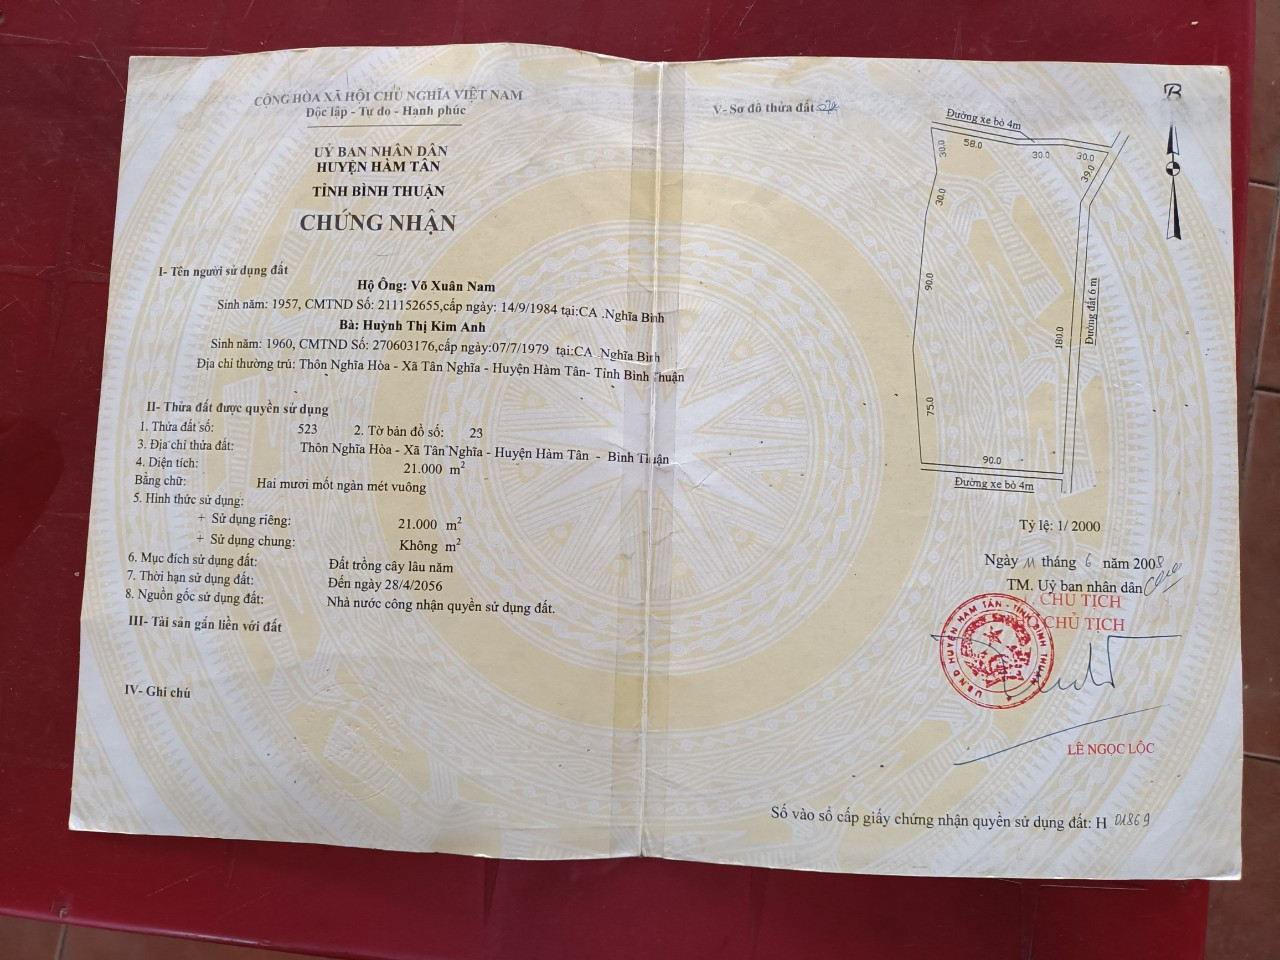 CỘNG HÒA XÃ HỘI CHỦ NGHĨA VIỆT NAM
Độc lập - Tự do - Hạnh phúc
UỶ BAN NHÂN DÂN
HUYỆN HÀM TÂN
TỈNH BÌNH THUẬN
CHỨNG NHẬN
I- Tên người sử dụng đất
Hộ Ông: Võ Xuân Nam
Sinh năm: 1957, CMTND Số: 211152655,cấp ngày: 14/9/1984 tại:CA .Nghĩa Bình
Bà: Huỳnh Thị Kim Anh
Sinh năm: 1960, CMTND Số: 270603176,cấp ngày:07/7/1979 tại:CA Nghĩa Bình
Địa chỉ thường trú: Thôn Nghĩa Hòa - Xã Tân Nghĩa - Huyện Hàm Tân- Tỉnh Bình Thuận
II- Thửa đất được quyền sử dụng
1. Thửa đất số: 523 2. Tờ bản đồ số: 23
3. Địa chỉ thửa đất: Thôn Nghĩa Hòa - Xã Tân Nghĩa - Huyện Hàm Tân - Bình Thuận
4. Diện tích: 21.000 m2
Bằng chữ: Hai mươi mốt ngàn mét vuông
5. Hình thức sử dụng:
+ Sử dụng riêng: 21.000 m2
+ Sử dụng chung: Không m2
6. Mục đích sử dụng đất: Đất trồng cây lâu năm
7. Thời hạn sử dụng đất: Đến ngày 28/4/2056
8. Nguồn gốc sử dụng đất: Nhà nước công nhận quyền sử dụng đất.
III- Tài sản gắn liền với đất
IV- Ghi chú
V- Sơ đồ thửa đất
B
Đường xe bò 4m
30.0
58.0
30.0
30.0
39.0
30.0
90.0
75.0
180.0
Đường đất 6 m
90.0
Đường xe bò 4m
Tỷ lệ: 1/ 2000
Ngày 11 tháng 6 năm 2008
TM. Uỷ ban nhân dân
CHỦ TỊCH
PHÓ CHỦ TỊCH
U.B.N.D HUYỆN HÀM TÂN - TỈNH BÌNH THUẬN
LÊ NGỌC LỘC
Số vào sổ cấp giấy chứng nhận quyền sử dụng đất: H 01869